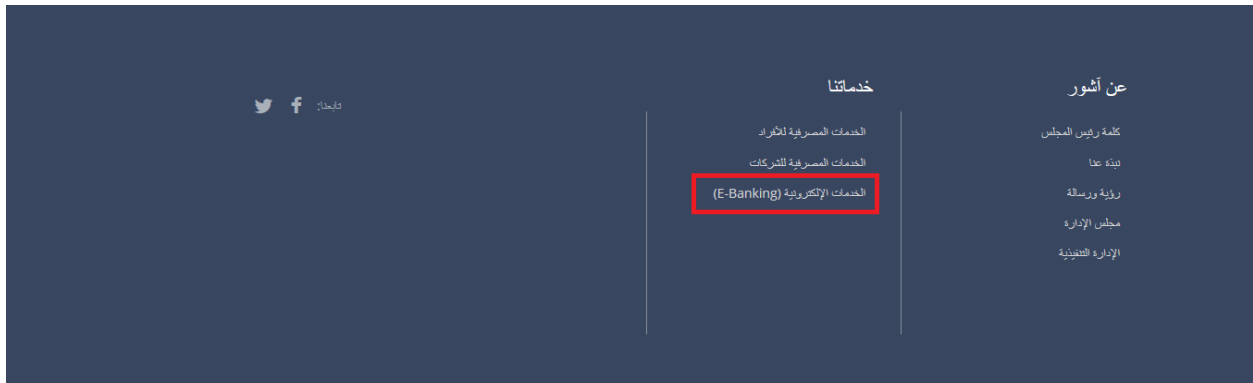 عن آشور
كلمة رئيس المجلس
نبذة عنا
رؤية ورسالة
مجلس الإدارة
الإدارة التنفيذية
خدماتنا
الخدمات المصرفية للأفراد
الخدمات المصرفية للشركات
الخدمات الإلكترونية (E-Banking)
تابعنا: